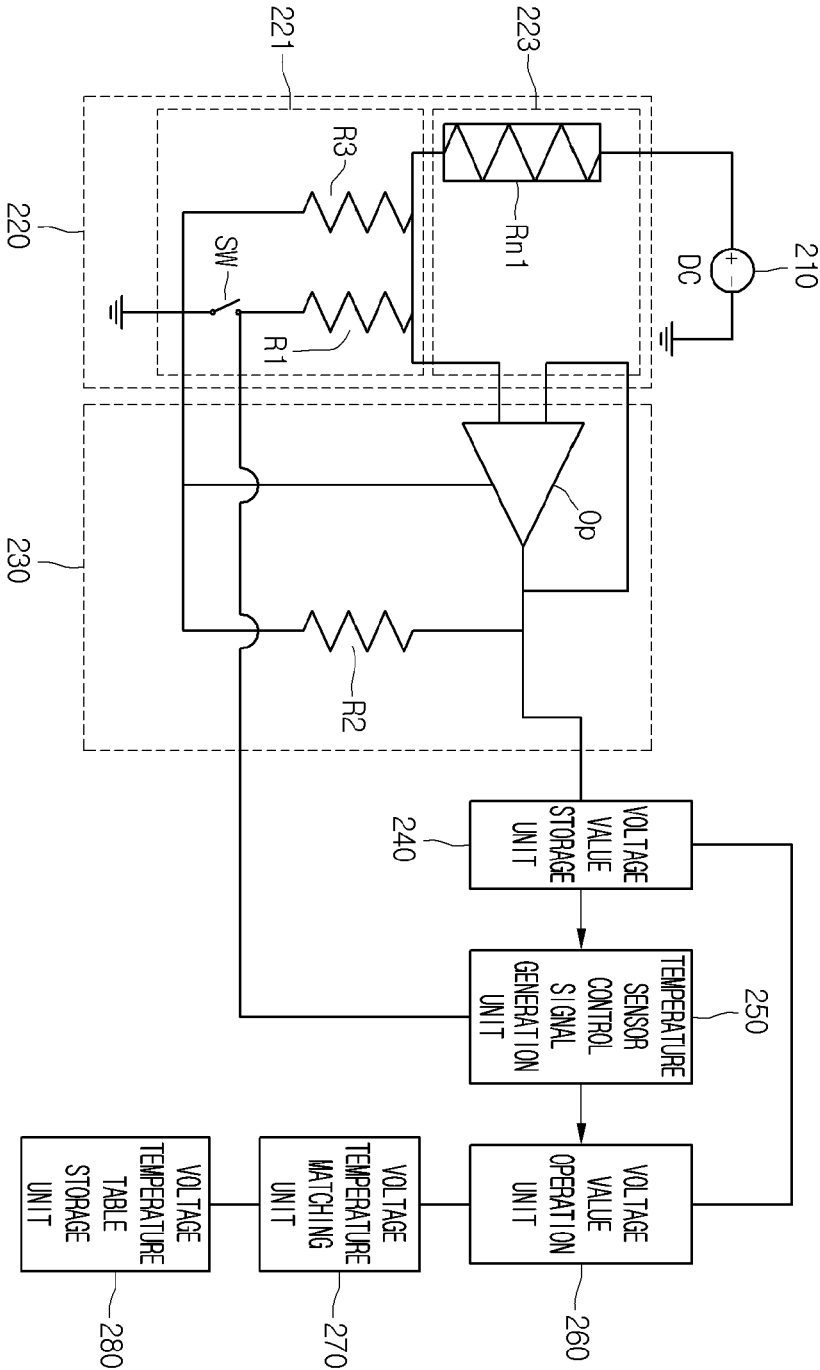 210
+ −
DC
223
Rn1
221
R3
R1
SW
220
Op
R2
230
VOLTAGE
VALUE
STORAGE
UNIT
240
250
TEMPERATURE
SENSOR
CONTROL
SIGNAL
GENERATION
UNIT
VOLTAGE
VALUE
OPERATION
UNIT
260
VOLTAGE
TEMPERATURE
MATCHING
UNIT
270
VOLTAGE
TEMPERATURE
TABLE
STORAGE
UNIT
280